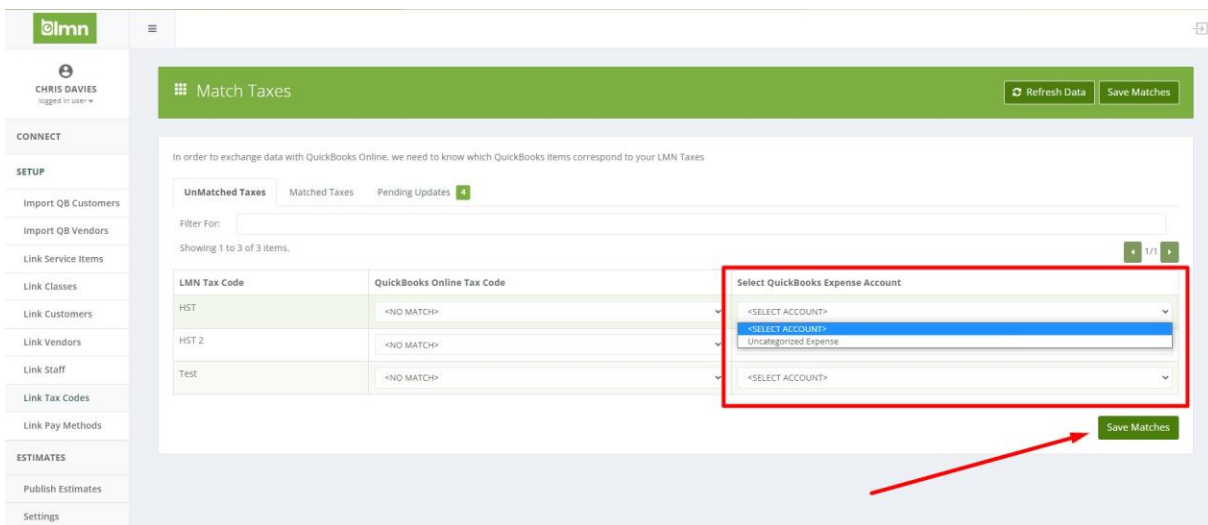 lmn
CHRIS DAVIES
logged in user
CONNECT
SETUP
Import QB Customers
Import QB Vendors
Link Service Items
Link Classes
Link Customers
Link Vendors
Link Staff
Link Tax Codes
Link Pay Methods
ESTIMATES
Publish Estimates
Settings
Match Taxes
Refresh Data Save Matches
In order to exchange data with QuickBooks Online, we need to know which QuickBooks items correspond to your LMN Taxes
UnMatched Taxes Matched Taxes Pending Updates 4
Filter For:
Showing 1 to 3 of 3 items. 1/1
LMN Tax Code QuickBooks Online Tax Code Select QuickBooks Expense Account
HST <NO MATCH> <SELECT ACCOUNT>
<SELECT ACCOUNT>
HST 2 <NO MATCH> Uncategorized Expense
Test <NO MATCH> <SELECT ACCOUNT>
Save Matches